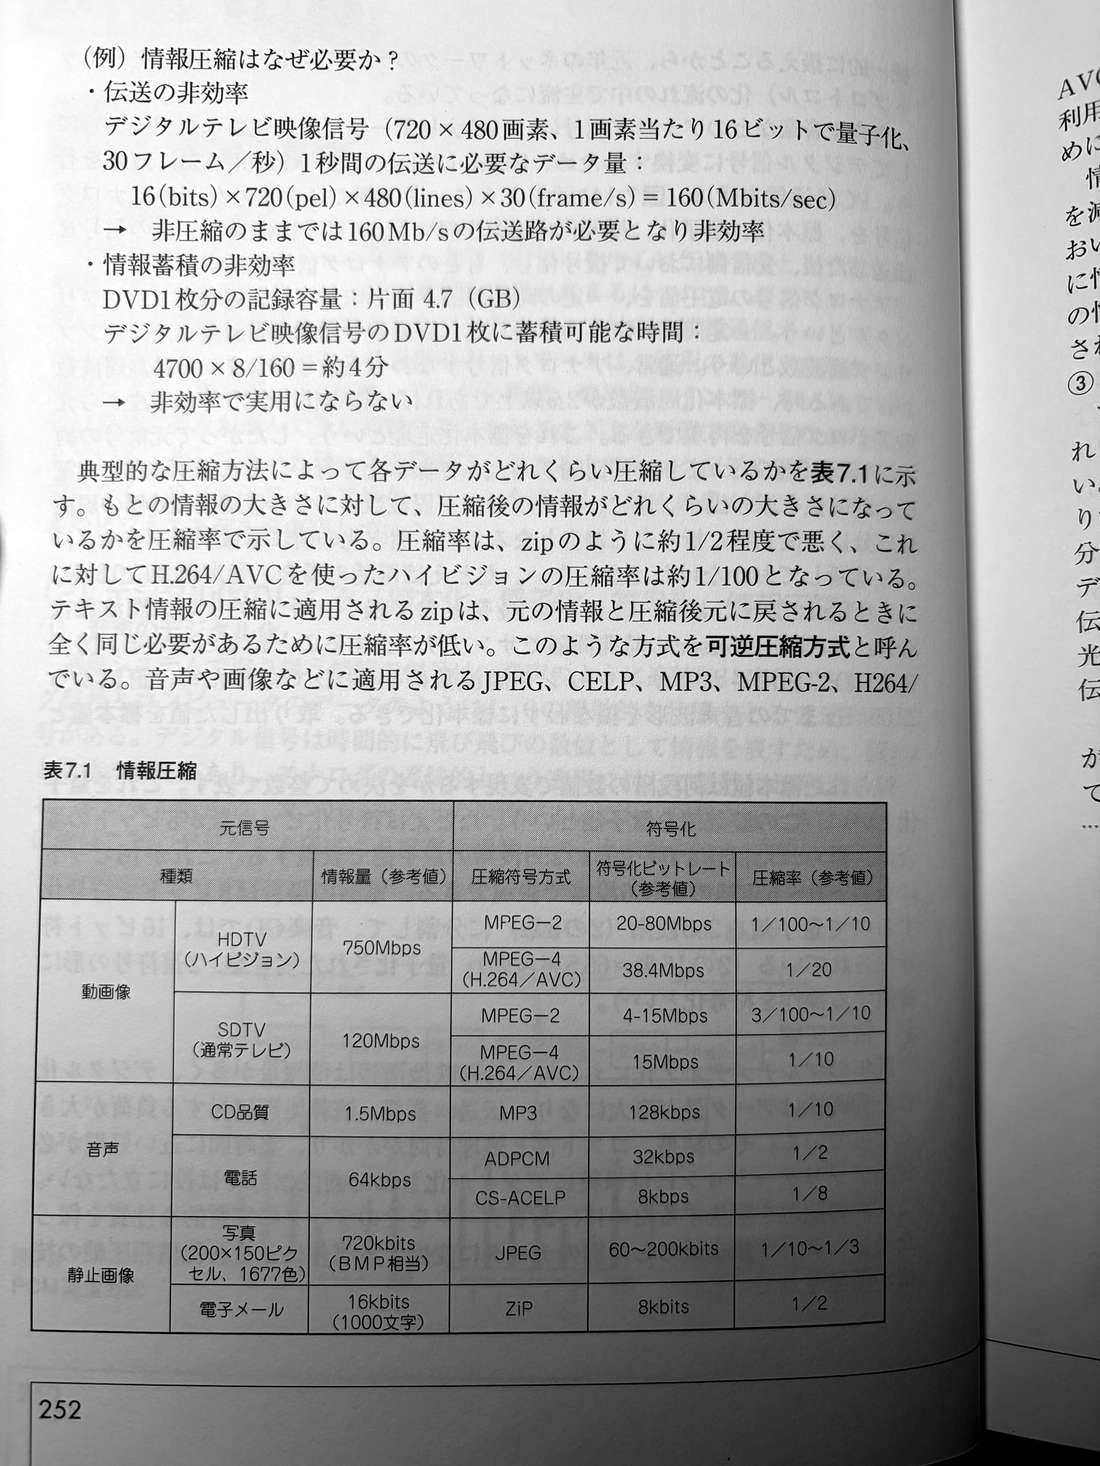 (例) 情報圧縮はなぜ必要か?
・伝送の非効率
デジタルテレビ映像信号(720×480画素、1画素当たり16ビットで量子化、
30フレーム/秒)1秒間の伝送に必要なデータ量:
16(bits)×720(pel)×480(lines)×30(frame/s)=160(Mbits/sec)
→ 非圧縮のままでは160Mb/sの伝送路が必要となり非効率
・情報蓄積の非効率
DVD1枚分の記録容量:片面 4.7 (GB)
デジタルテレビ映像信号のDVD1枚に蓄積可能な時間:
4700×8/160=約4分
→ 非効率で実用にならない
典型的な圧縮方法によって各データがどれくらい圧縮しているかを表7.1に示
す。もとの情報の大きさに対して、圧縮後の情報がどれくらいの大きさになって
いるかを圧縮率で示している。圧縮率は、zipのように約1/2程度で悪く、これ
に対してH.264/AVCを使ったハイビジョンの圧縮率は約1/100となっている。
テキスト情報の圧縮に適用されるzipは、元の情報と圧縮後元に戻されるときに
全く同じ必要があるために圧縮率が低い。このような方式を可逆圧縮方式と呼ん
でいる。音声や画像などに適用されるJPEG、CELP、MP3、MPEG-2、H264/
表7.1 情報圧縮
元信号 符号化
種類 情報量(参考値) 圧縮符号方式 符号化ビットレート(参考値) 圧縮率(参考値)
動画像 HDTV(ハイビジョン) 750Mbps MPEG−2 20-80Mbps 1/100〜1/10
MPEG−4(H.264/AVC) 38.4Mbps 1/20
SDTV(通常テレビ) 120Mbps MPEG−2 4-15Mbps 3/100〜1/10
MPEG−4(H.264/AVC) 15Mbps 1/10
音声 CD品質 1.5Mbps MP3 128kbps 1/10
電話 64kbps ADPCM 32kbps 1/2
CS-ACELP 8kbps 1/8
静止画像 写真(200×150ピクセル、1677色) 720kbits(BMP相当) JPEG 60〜200kbits 1/10〜1/3
電子メール 16kbits(1000文字) ZiP 8kbits 1/2
252
AVC
利用
めに
情
を減
おい
に情
の情
され
③
れ
い。
り
分
デ
伝
光
伝
が
て